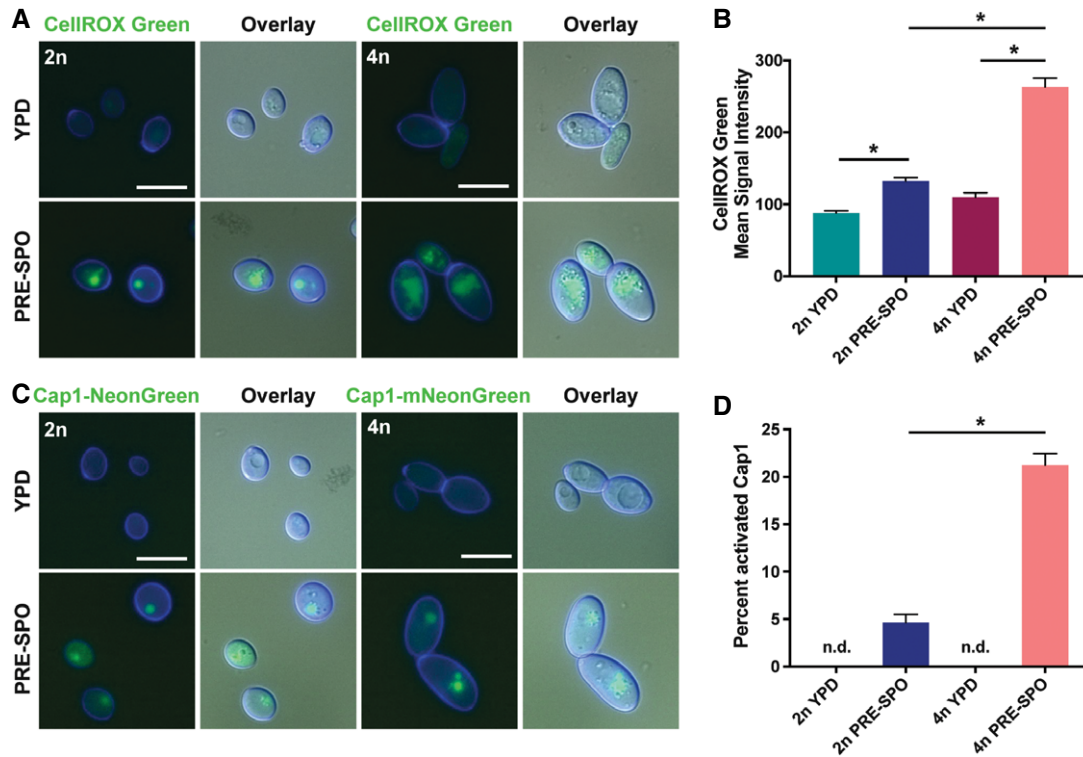 A
CellROX Green
Overlay
CellROX Green
Overlay
2n
4n
YPD
PRE-SPO
B
CellROX Green
Mean Signal Intensity
300
200
100
0
*
*
*
2n YPD
2n PRE-SPO
4n YPD
4n PRE-SPO
C
Cap1-NeonGreen
Overlay
Cap1-mNeonGreen
Overlay
2n
4n
YPD
PRE-SPO
D
Percent activated Cap1
25
20
15
10
5
0
*
n.d.
n.d.
2n YPD
2n PRE-SPO
4n YPD
4n PRE-SPO